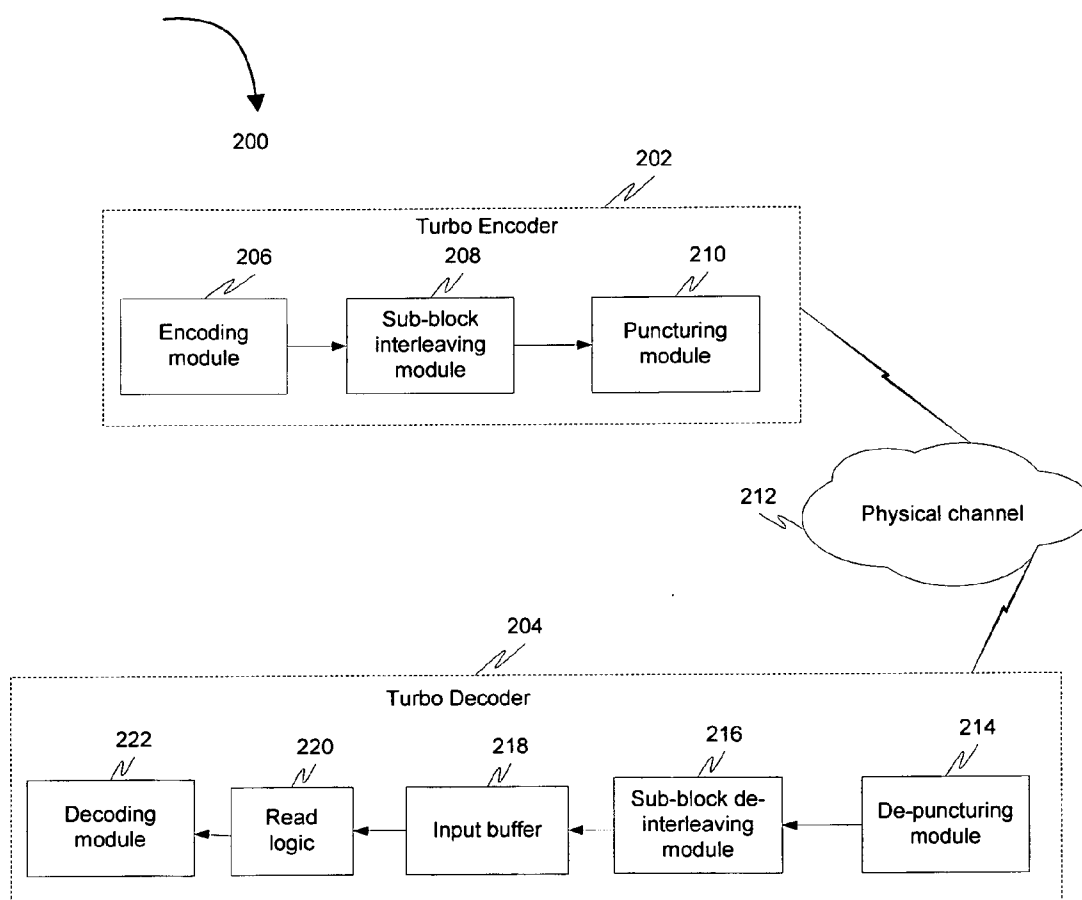 200
202
Turbo Encoder
206
208
210
Encoding
module
Sub-block
interleaving
module
Puncturing
module
212
Physical channel
204
Turbo Decoder
222
220
218
216
214
Decoding
module
Read
logic
Input buffer
Sub-block de-
interleaving
module
De-puncturing
module